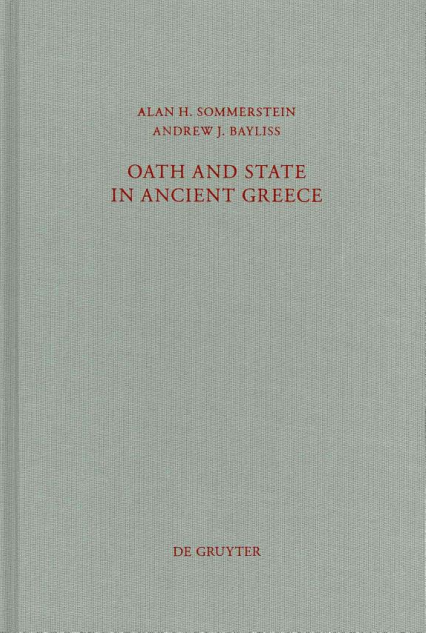 ALAN H. SOMMERSTEIN
ANDREW J. BAYLISS
OATH AND STATE
IN ANCIENT GREECE
DE GRUYTER